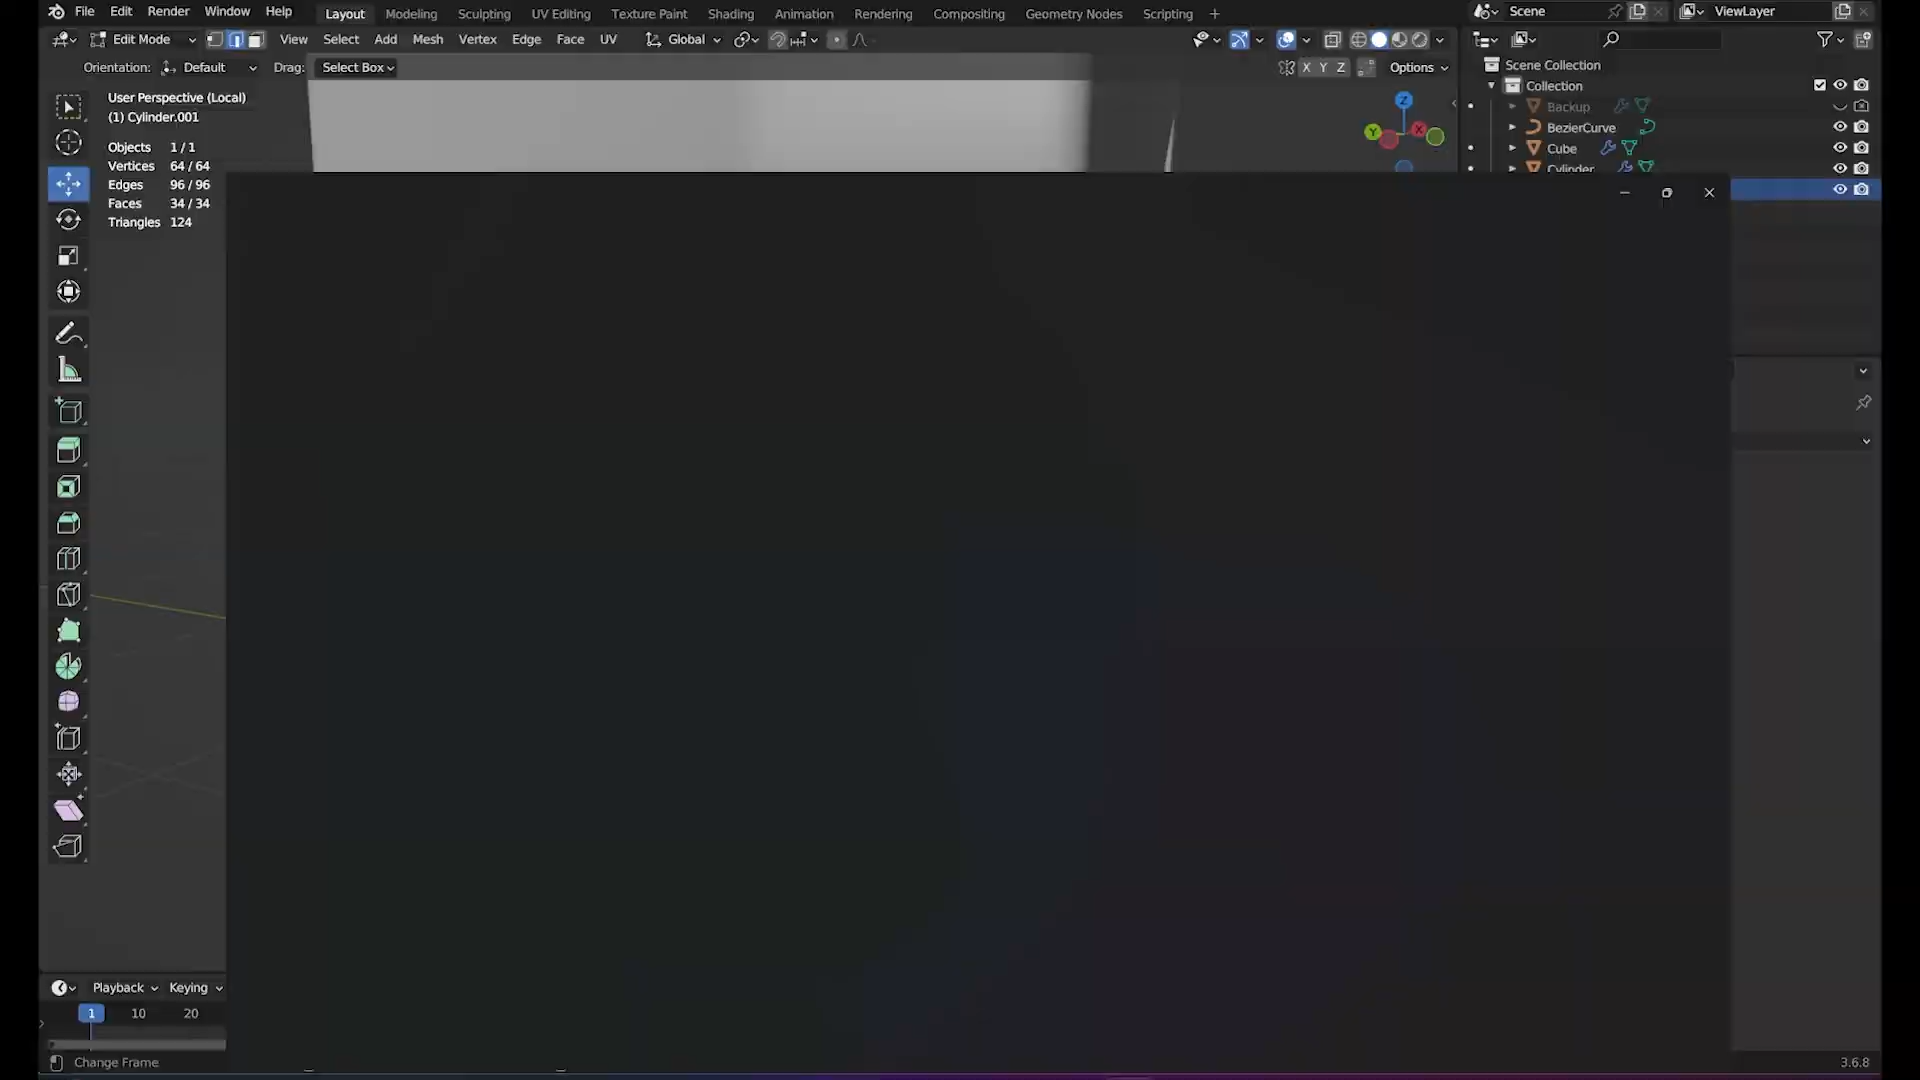 File Edit Render Window Help
Layout Modeling Sculpting UV Editing Texture Paint Shading Animation Rendering Compositing Geometry Nodes Scripting +
Scene
ViewLayer
Edit Mode View Select Add Mesh Vertex Edge Face UV
Global
Orientation: Default Drag: Select Box
X Y Z Options
User Perspective (Local)
(1) Cylinder.001
Objects 1 / 1
Vertices 64 / 64
Edges 96 / 96
Faces 34 / 34
Triangles 124
Z
Y X
Scene Collection
Collection
Backup
BezierCurve
Cube
Cylinder
Playback Keying
1 10 20
Change Frame
3.6.8